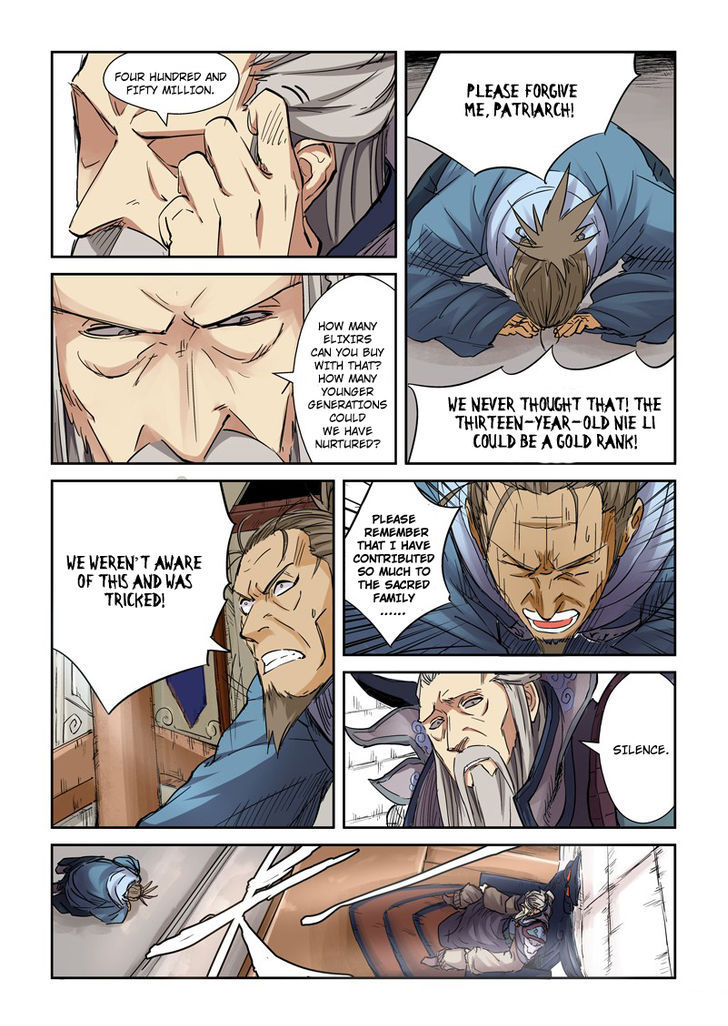 FOUR HUNDRED AND
FIFTY MILLION.
PLEASE FORGIVE
ME, PATRIARCH!
HOW MANY
ELIXIRS
CAN YOU BUY
WITH THAT?
HOW MANY
YOUNGER
GENERATIONS
COULD
WE HAVE
NURTURED?
WE NEVER THOUGHT THAT! THE
THIRTEEN-YEAR-OLD NIE LI
COULD BE A GOLD RANK!
WE WEREN'T AWARE
OF THIS AND WAS
TRICKED!
PLEASE
REMEMBER
THAT I HAVE
CONTRIBUTED
SO MUCH TO
THE SACRED
FAMILY
......
SILENCE.